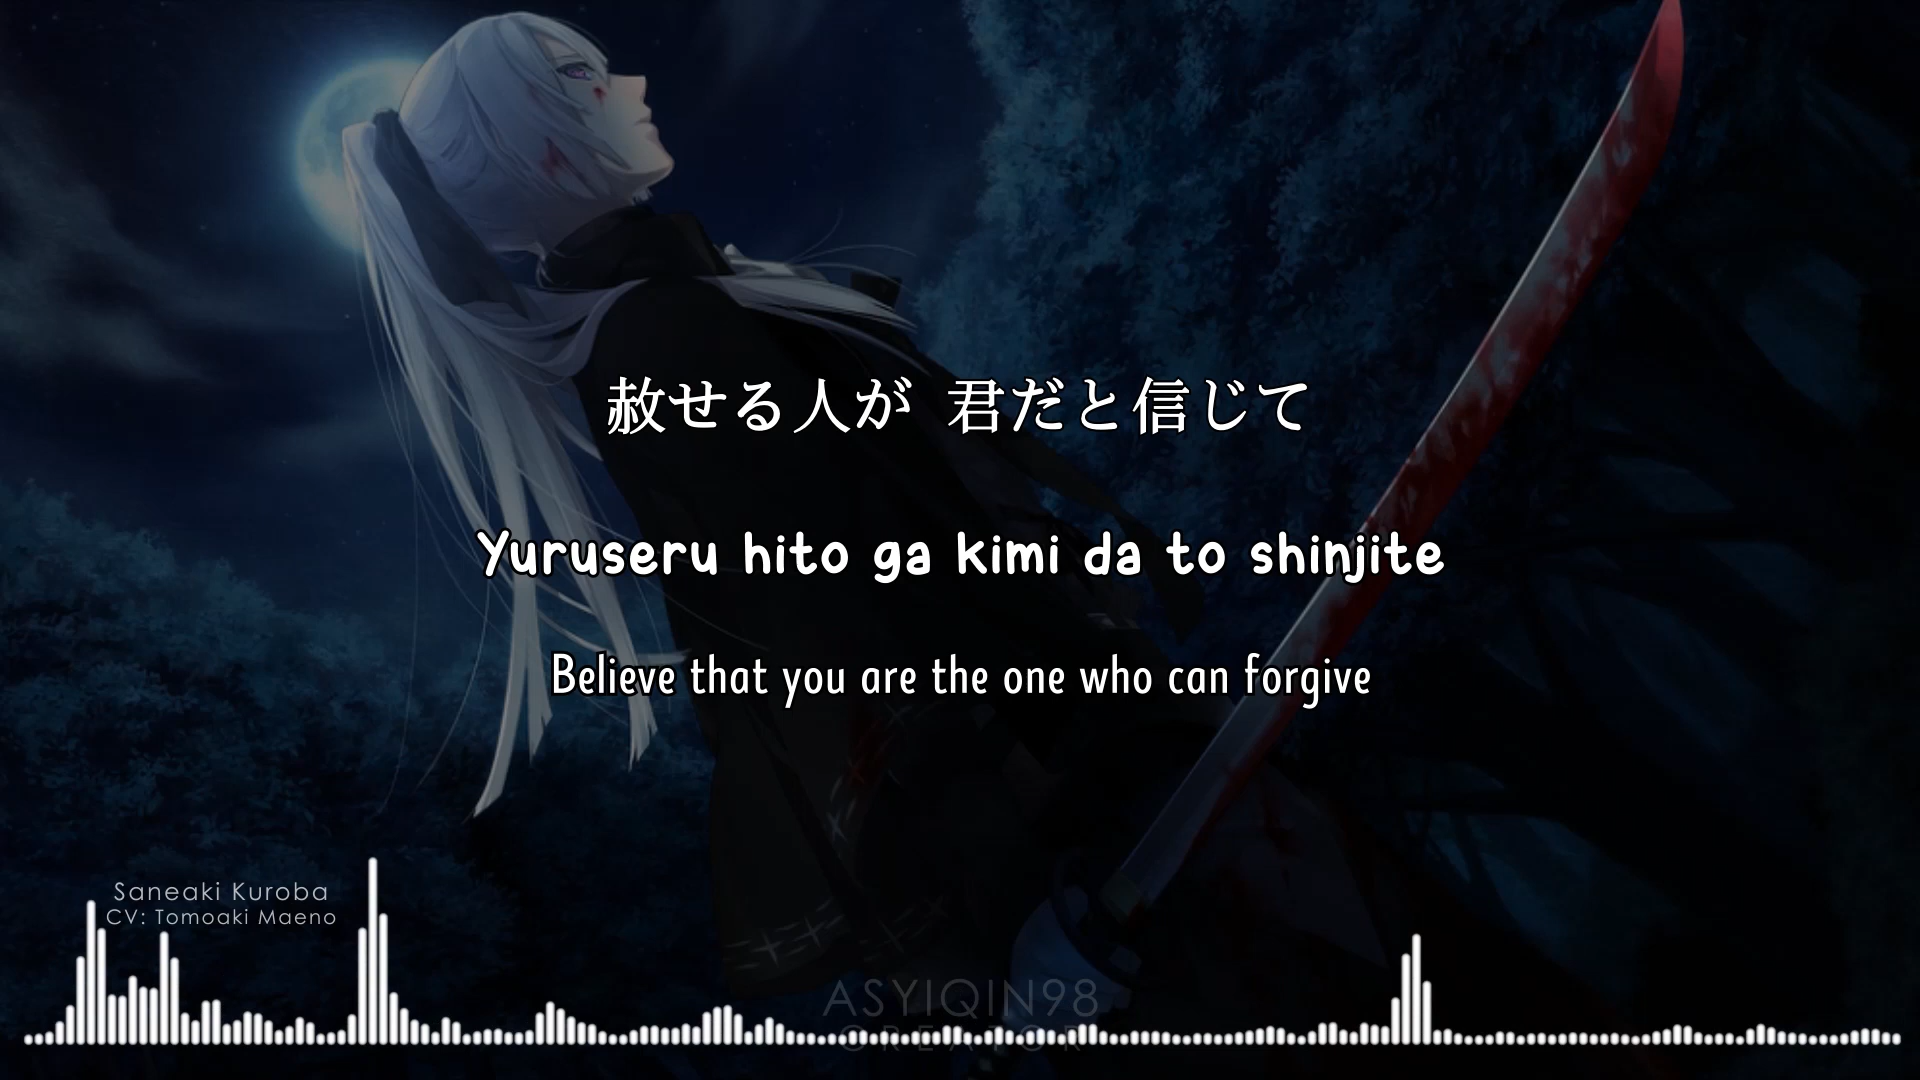 赦せる人が 君だと信じて
Yuruseru hito ga kimi da to shinjite
Believe that you are the one who can forgive
Saneaki Kuroba
CV: Tomoaki Maeno
ASYIQIN98
CREATOR